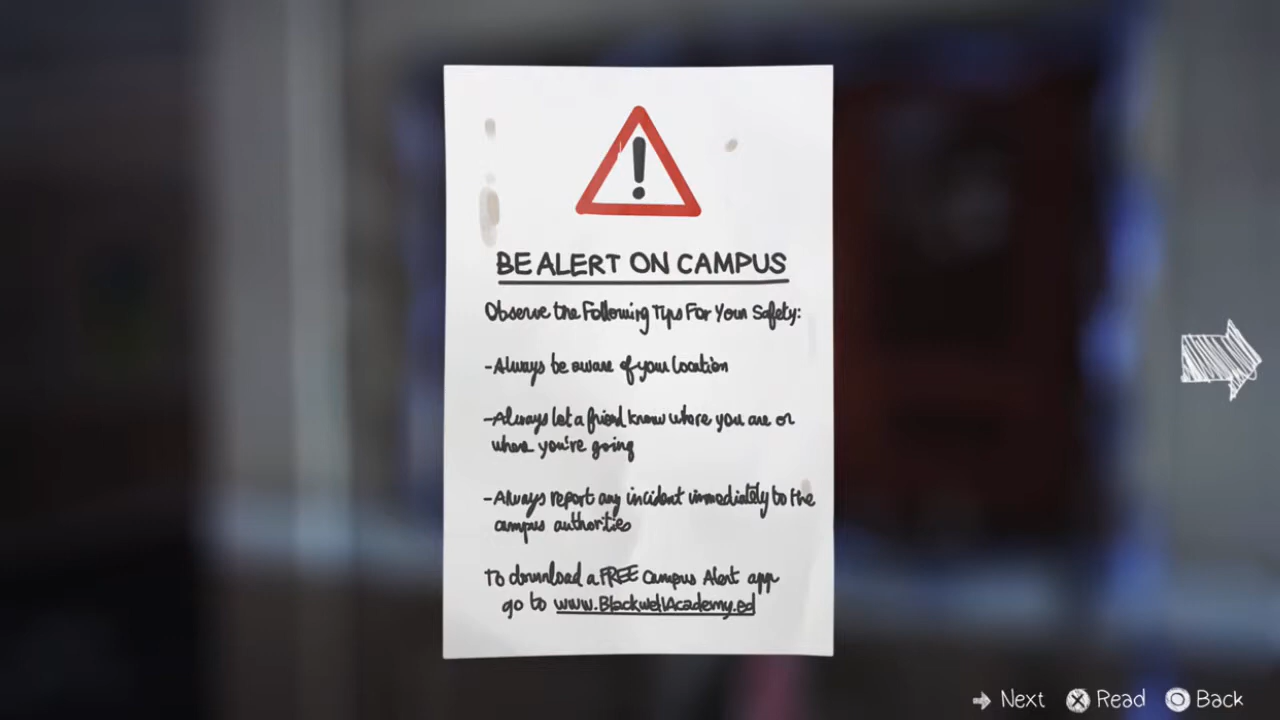 !
BE ALERT ON CAMPUS
Observe the Following Tips For Your Safety:
-Always be aware of your location
-Always let a friend know where you are or
where you're going
-Always report any incident immediately to the
campus authorities
To download a FREE Campus Alert app
go to www.BlackwellAcademy.ed
Next Read Back